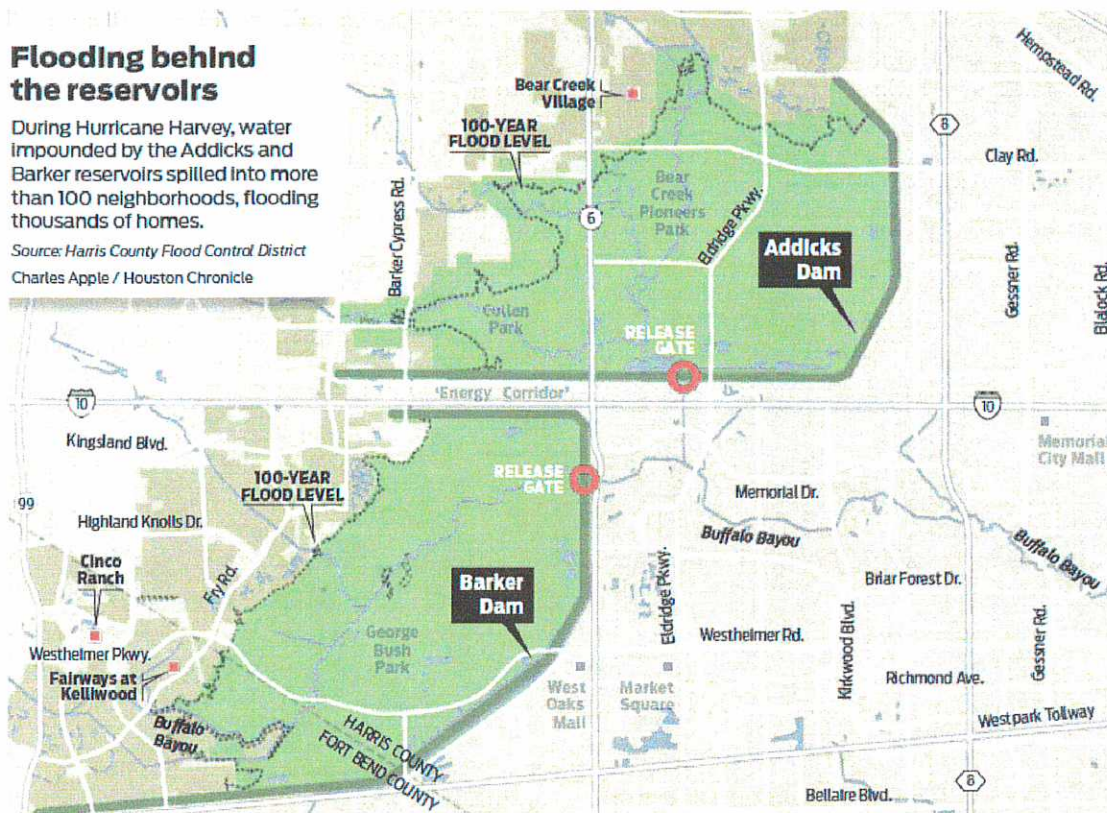 Flooding behind
the reservoirs
During Hurricane Harvey, water
impounded by the Addicks and
Barker reservoirs spilled into more
than 100 neighborhoods, flooding
thousands of homes.
Source: Harris County Flood Control District
Charles Apple / Houston Chronicle
Bear Creek
Village
100-YEAR
FLOOD LEVEL
Barker Cypress Rd.
Hempstead Rd.
8
Clay Rd.
Bear
Creek
Pioneers
Park
6
Eldridge Pkwy.
Addicks
Dam
Gessner Rd.
Blalock Rd.
Cullen
Park
RELEASE
GATE
'Energy Corridor'
10
10
Kingsland Blvd.
Memorial
City Mall
100-YEAR
FLOOD LEVEL
RELEASE
GATE
99
Highland Knolls Dr.
Memorial Dr.
Buffalo Bayou
Buffalo Bayou
Cinco
Ranch
Fry Rd.
Barker
Dam
Eldridge Pkwy.
Briar Forest Dr.
Kirkwood Blvd.
Gessner Rd.
George
Bush
Park
Westheimer Rd.
Westheimer Pkwy.
Fairways at
Kelliwood
West
Oaks
Mall
Market
Square
Richmond Ave.
Westpark Tollway
Buffalo
Bayou
HARRIS COUNTY
FORT BEND COUNTY
8
Bellaire Blvd.